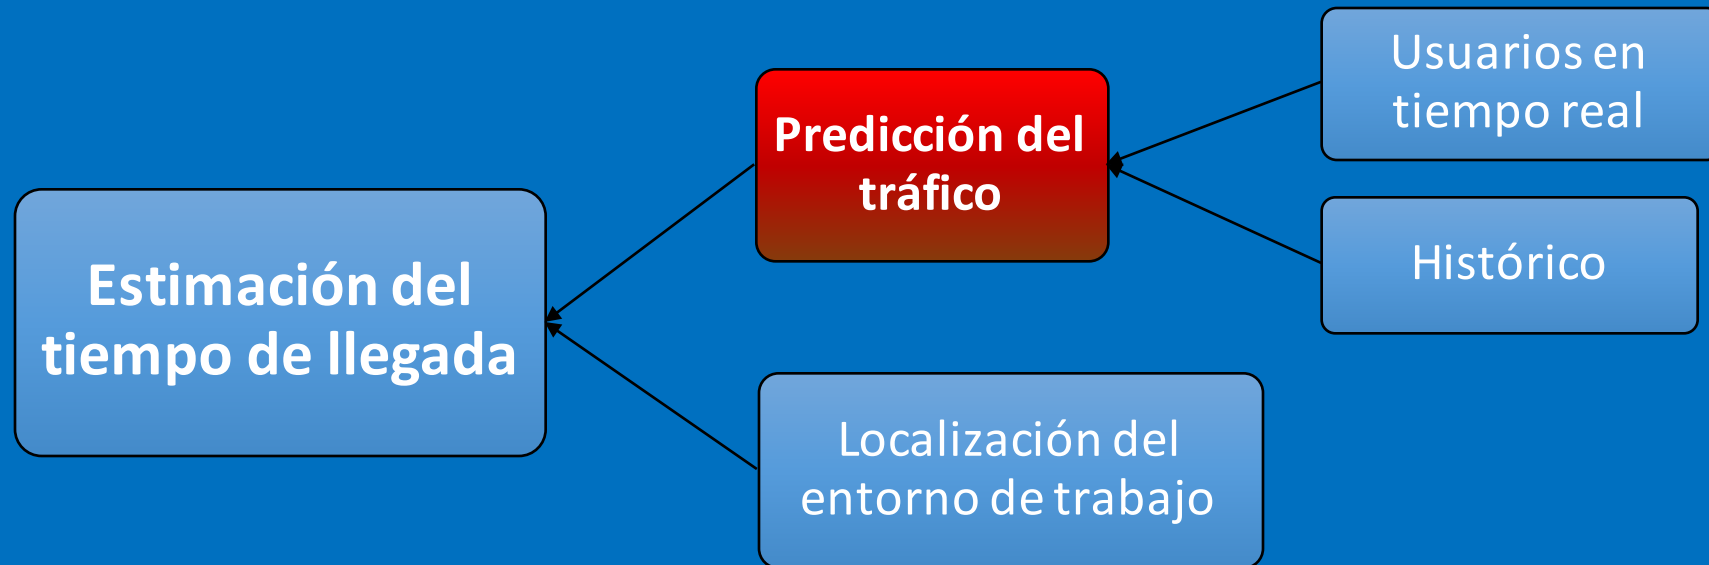 Usuarios en
tiempo real
Predicción del
tráfico
Histórico
Estimación del
tiempo de llegada
Localización del
entorno de trabajo